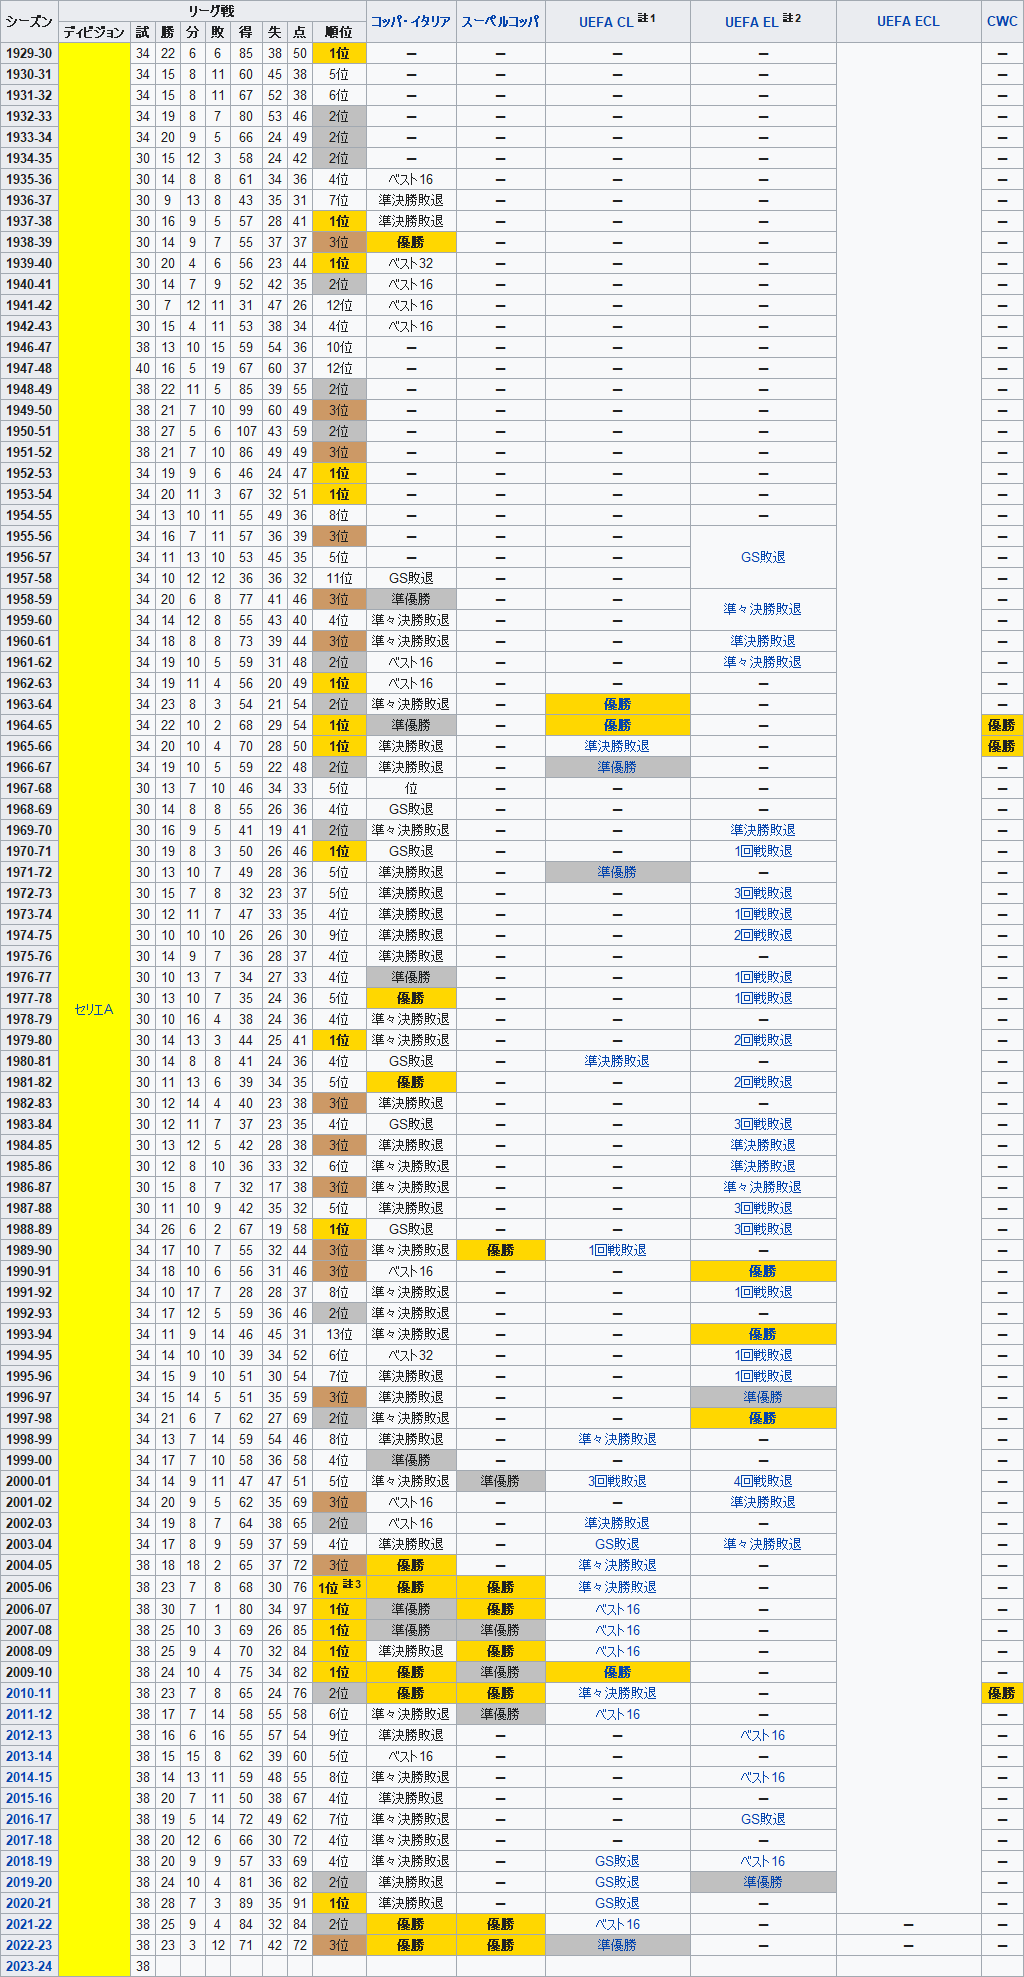 シーズン リーグ戦 コッパ・イタリア スーペルコッパ UEFA CL 註1 UEFA EL 註2 UEFA ECL CWC
ディビジョン 試 勝 分 敗 得 失 点 順位
1929-30 34 22 6 6 85 38 50 1位 – – – – –
1930-31 34 15 8 11 60 45 38 5位 – – – – –
1931-32 34 15 8 11 67 52 38 6位 – – – – –
1932-33 34 19 8 7 80 53 46 2位 – – – – –
1933-34 34 20 9 5 66 24 49 2位 – – – – –
1934-35 30 15 12 3 58 24 42 2位 – – – – –
1935-36 30 14 8 8 61 34 36 4位 ベスト16 – – – –
1936-37 30 9 13 8 43 35 31 7位 準決勝敗退 – – – –
1937-38 30 16 9 5 57 28 41 1位 準決勝敗退 – – – –
1938-39 30 14 9 7 55 37 37 3位 優勝 – – – –
1939-40 30 20 4 6 56 23 44 1位 ベスト32 – – – –
1940-41 30 14 7 9 52 42 35 2位 ベスト16 – – – –
1941-42 30 7 12 11 31 47 26 12位 ベスト16 – – – –
1942-43 30 15 4 11 53 38 34 4位 ベスト16 – – – –
1946-47 38 13 10 15 59 54 36 10位 – – – – –
1947-48 40 16 5 19 67 60 37 12位 – – – – –
1948-49 38 22 11 5 85 39 55 2位 – – – – –
1949-50 38 21 7 10 99 60 49 3位 – – – – –
1950-51 38 27 5 6 107 43 59 2位 – – – – –
1951-52 38 21 7 10 86 49 49 3位 – – – – –
1952-53 34 19 9 6 46 24 47 1位 – – – – –
1953-54 34 20 11 3 67 32 51 1位 – – – – –
1954-55 34 13 10 11 55 49 36 8位 – – – – –
1955-56 34 16 7 11 57 36 39 3位 – – – –
1956-57 34 11 13 10 53 45 35 5位 – – – GS敗退 –
1957-58 34 10 12 12 36 36 32 11位 GS敗退 – – –
1958-59 34 20 6 8 77 41 46 3位 準優勝 – – 準々決勝敗退 –
1959-60 34 14 12 8 55 43 40 4位 準々決勝敗退 – – –
1960-61 34 18 8 8 73 39 44 3位 準々決勝敗退 – – 準決勝敗退 –
1961-62 34 19 10 5 59 31 48 2位 ベスト16 – – 準々決勝敗退 –
1962-63 34 19 11 4 56 20 49 1位 ベスト16 – – – –
1963-64 34 23 8 3 54 21 54 2位 準々決勝敗退 – 優勝 – –
1964-65 34 22 10 2 68 29 54 1位 準優勝 – 優勝 – 優勝
1965-66 34 20 10 4 70 28 50 1位 準決勝敗退 – 準決勝敗退 – 優勝
1966-67 34 19 10 5 59 22 48 2位 準決勝敗退 – 準優勝 – –
1967-68 30 13 7 10 46 34 33 5位 位 – – – –
1968-69 30 14 8 8 55 26 36 4位 GS敗退 – – – –
1969-70 30 16 9 5 41 19 41 2位 準々決勝敗退 – – 準決勝敗退 –
1970-71 30 19 8 3 50 26 46 1位 GS敗退 – – 1回戦敗退 –
1971-72 30 13 10 7 49 28 36 5位 準決勝敗退 – 準優勝 – –
1972-73 30 15 7 8 32 23 37 5位 準決勝敗退 – – 3回戦敗退 –
1973-74 30 12 11 7 47 33 35 4位 準決勝敗退 – – 1回戦敗退 –
1974-75 30 10 10 10 26 26 30 9位 準決勝敗退 – – 2回戦敗退 –
1975-76 30 14 9 7 36 28 37 4位 準決勝敗退 – – – –
1976-77 30 10 13 7 34 27 33 4位 準優勝 – – 1回戦敗退 –
1977-78 30 13 10 7 35 24 36 5位 優勝 – – 1回戦敗退 –
セリエA
1978-79 30 10 16 4 38 24 36 4位 準々決勝敗退 – – – –
1979-80 30 14 13 3 44 25 41 1位 準々決勝敗退 – – 2回戦敗退 –
1980-81 30 14 8 8 41 24 36 4位 GS敗退 – 準決勝敗退 – –
1981-82 30 11 13 6 39 34 35 5位 優勝 – – 2回戦敗退 –
1982-83 30 12 14 4 40 23 38 3位 準決勝敗退 – – – –
1983-84 30 12 11 7 37 23 35 4位 GS敗退 – – 3回戦敗退 –
1984-85 30 13 12 5 42 28 38 3位 準決勝敗退 – – 準決勝敗退 –
1985-86 30 12 8 10 36 33 32 6位 準々決勝敗退 – – 準決勝敗退 –
1986-87 30 15 8 7 32 17 38 3位 準々決勝敗退 – – 準々決勝敗退 –
1987-88 30 11 10 9 42 35 32 5位 準決勝敗退 – – 3回戦敗退 –
1988-89 34 26 6 2 67 19 58 1位 GS敗退 – – 3回戦敗退 –
1989-90 34 17 10 7 55 32 44 3位 準々決勝敗退 優勝 1回戦敗退 – –
1990-91 34 18 10 6 56 31 46 3位 ベスト16 – – 優勝 –
1991-92 34 10 17 7 28 28 37 8位 準々決勝敗退 – – 1回戦敗退 –
1992-93 34 17 12 5 59 36 46 2位 準々決勝敗退 – – – –
1993-94 34 11 9 14 46 45 31 13位 準々決勝敗退 – – 優勝 –
1994-95 34 14 10 10 39 34 52 6位 ベスト32 – – 1回戦敗退 –
1995-96 34 15 9 10 51 30 54 7位 準決勝敗退 – – 1回戦敗退 –
1996-97 34 15 14 5 51 35 59 3位 準決勝敗退 – – 準優勝 –
1997-98 34 21 6 7 62 27 69 2位 準々決勝敗退 – – 優勝 –
1998-99 34 13 7 14 59 54 46 8位 準決勝敗退 – 準々決勝敗退 – –
1999-00 34 17 7 10 58 36 58 4位 準優勝 – – – –
2000-01 34 14 9 11 47 47 51 5位 準々決勝敗退 準優勝 3回戦敗退 4回戦敗退 –
2001-02 34 20 9 5 62 35 69 3位 ベスト16 – – 準決勝敗退 –
2002-03 34 19 8 7 64 38 65 2位 ベスト16 – 準決勝敗退 – –
2003-04 34 17 8 9 59 37 59 4位 準決勝敗退 – GS敗退 準々決勝敗退 –
2004-05 38 18 18 2 65 37 72 3位 優勝 – 準々決勝敗退 – –
2005-06 38 23 7 8 68 30 76 1位 註3 優勝 優勝 準々決勝敗退 – –
2006-07 38 30 7 1 80 34 97 1位 準優勝 優勝 ベスト16 – –
2007-08 38 25 10 3 69 26 85 1位 準優勝 準優勝 ベスト16 – –
2008-09 38 25 9 4 70 32 84 1位 準決勝敗退 優勝 ベスト16 – –
2009-10 38 24 10 4 75 34 82 1位 優勝 準優勝 優勝 – –
2010-11 38 23 7 8 65 24 76 2位 優勝 優勝 準々決勝敗退 – 優勝
2011-12 38 17 7 14 58 55 58 6位 準々決勝敗退 準優勝 ベスト16 – –
2012-13 38 16 6 16 55 57 54 9位 準決勝敗退 – – ベスト16 –
2013-14 38 15 15 8 62 39 60 5位 ベスト16 – – – –
2014-15 38 14 13 11 59 48 55 8位 準々決勝敗退 – – ベスト16 –
2015-16 38 20 7 11 50 38 67 4位 準決勝敗退 – – – –
2016-17 38 19 5 14 72 49 62 7位 準々決勝敗退 – – GS敗退 –
2017-18 38 20 12 6 66 30 72 4位 準々決勝敗退 – – – –
2018-19 38 20 9 9 57 33 69 4位 準々決勝敗退 – GS敗退 ベスト16 –
2019-20 38 24 10 4 81 36 82 2位 準決勝敗退 – GS敗退 準優勝 –
2020-21 38 28 7 3 89 35 91 1位 準決勝敗退 – GS敗退 – –
2021-22 38 25 9 4 84 32 84 2位 優勝 優勝 ベスト16 – – –
2022-23 38 23 3 12 71 42 72 3位 優勝 優勝 準優勝 – – –
2023-24 38